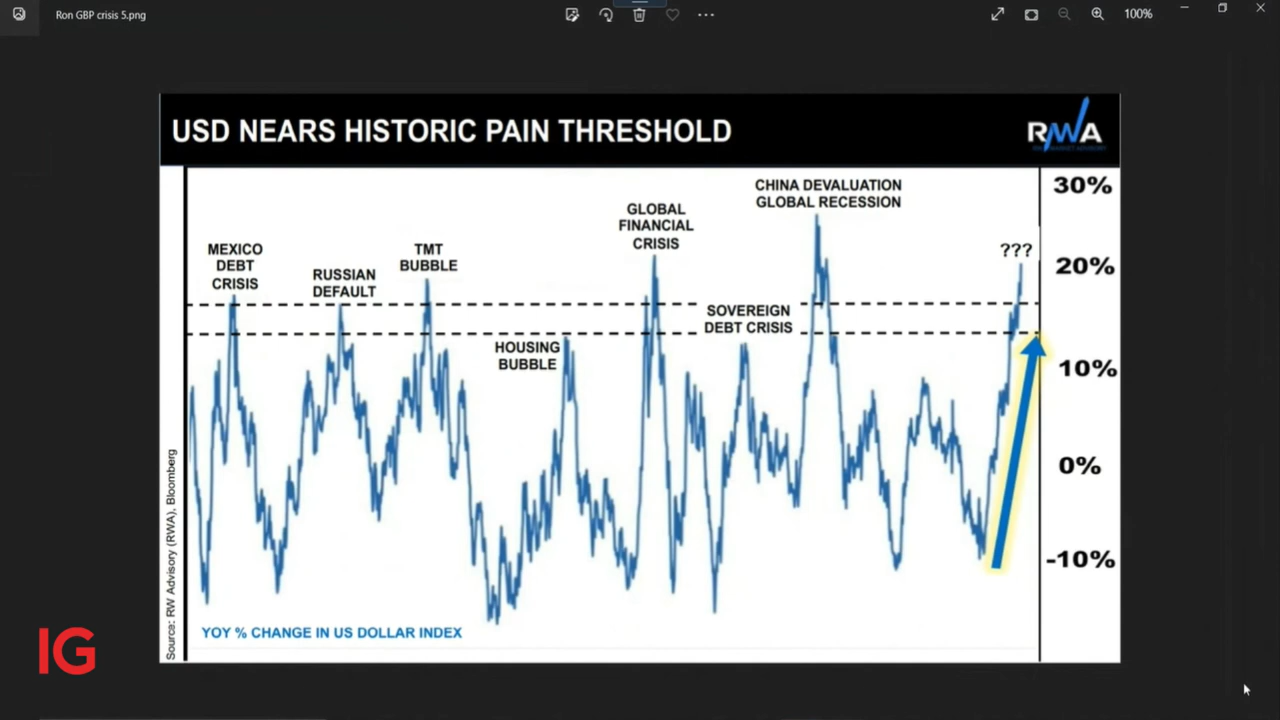 Ron GBP crisis 5.png
100%
USD NEARS HISTORIC PAIN THRESHOLD
RWA
CHINA DEVALUATION
GLOBAL RECESSION
30%
GLOBAL
FINANCIAL
CRISIS
MEXICO
DEBT
CRISIS
TMT
BUBBLE
???
20%
RUSSIAN
DEFAULT
SOVEREIGN
DEBT CRISIS
HOUSING
BUBBLE
10%
0%
-10%
Source: RW Advisory (RWA), Bloomberg
YOY % CHANGE IN US DOLLAR INDEX
IG